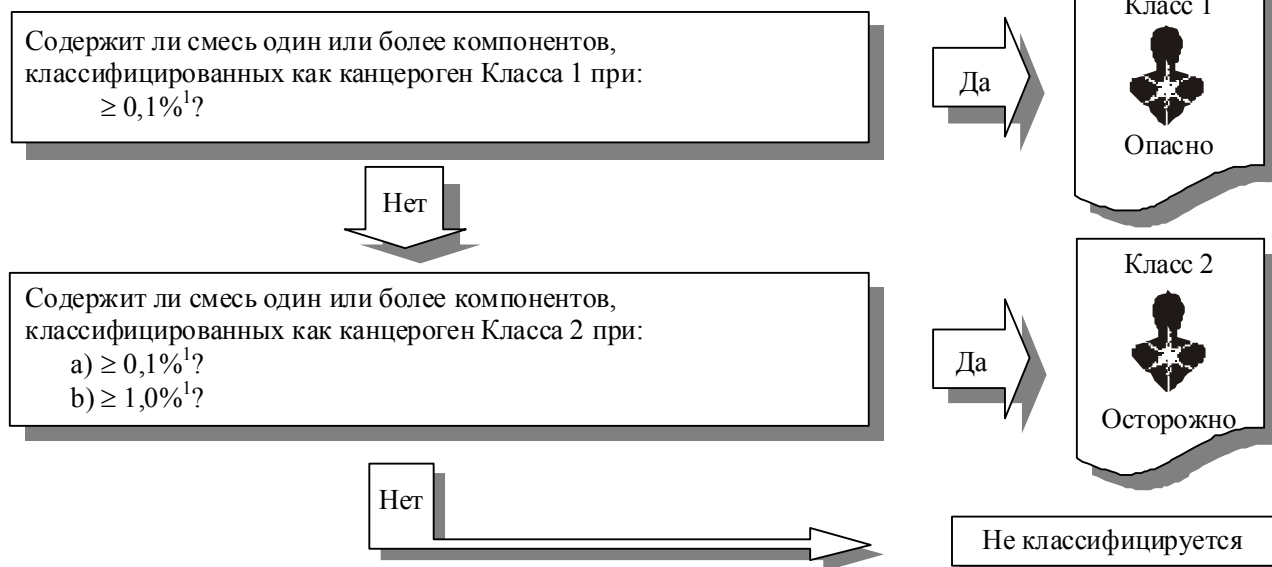 Содержит ли смесь один или более компонентов,
классифицированных как канцероген Класса 1 при:
≥ 0,1%¹?
Да
Класс 1
Опасно
Нет
Содержит ли смесь один или более компонентов,
классифицированных как канцероген Класса 2 при:
a) ≥ 0,1%¹?
b) ≥ 1,0%¹?
Да
Класс 2
Осторожно
Нет
Не классифицируется